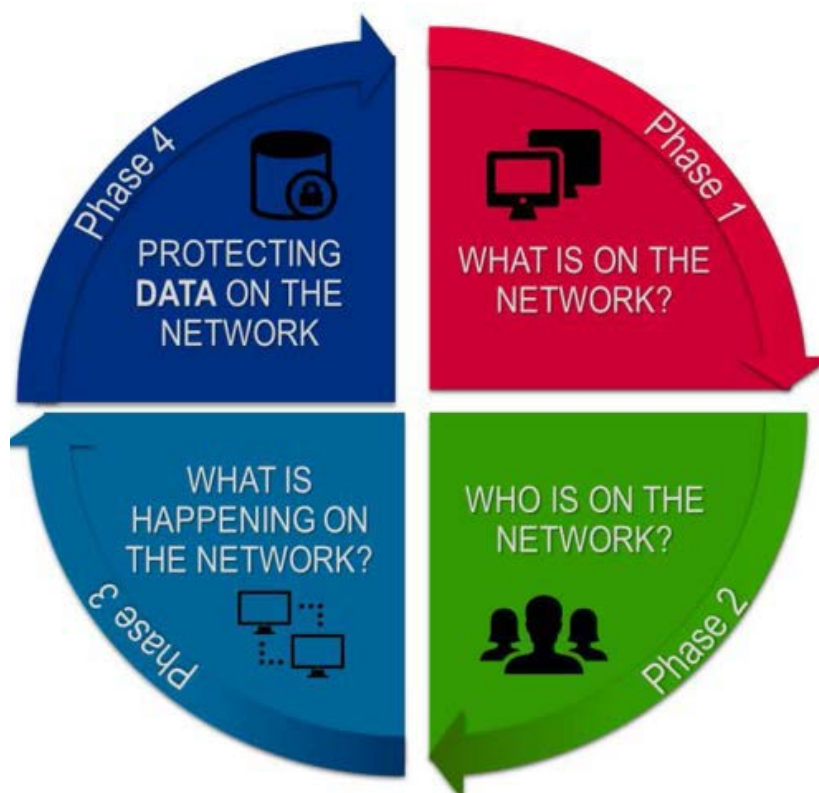 Phase 1
WHAT IS ON THE
NETWORK?
Phase 2
WHO IS ON THE
NETWORK?
Phase 3
WHAT IS
HAPPENING ON
THE NETWORK?
Phase 4
PROTECTING
DATA ON THE
NETWORK